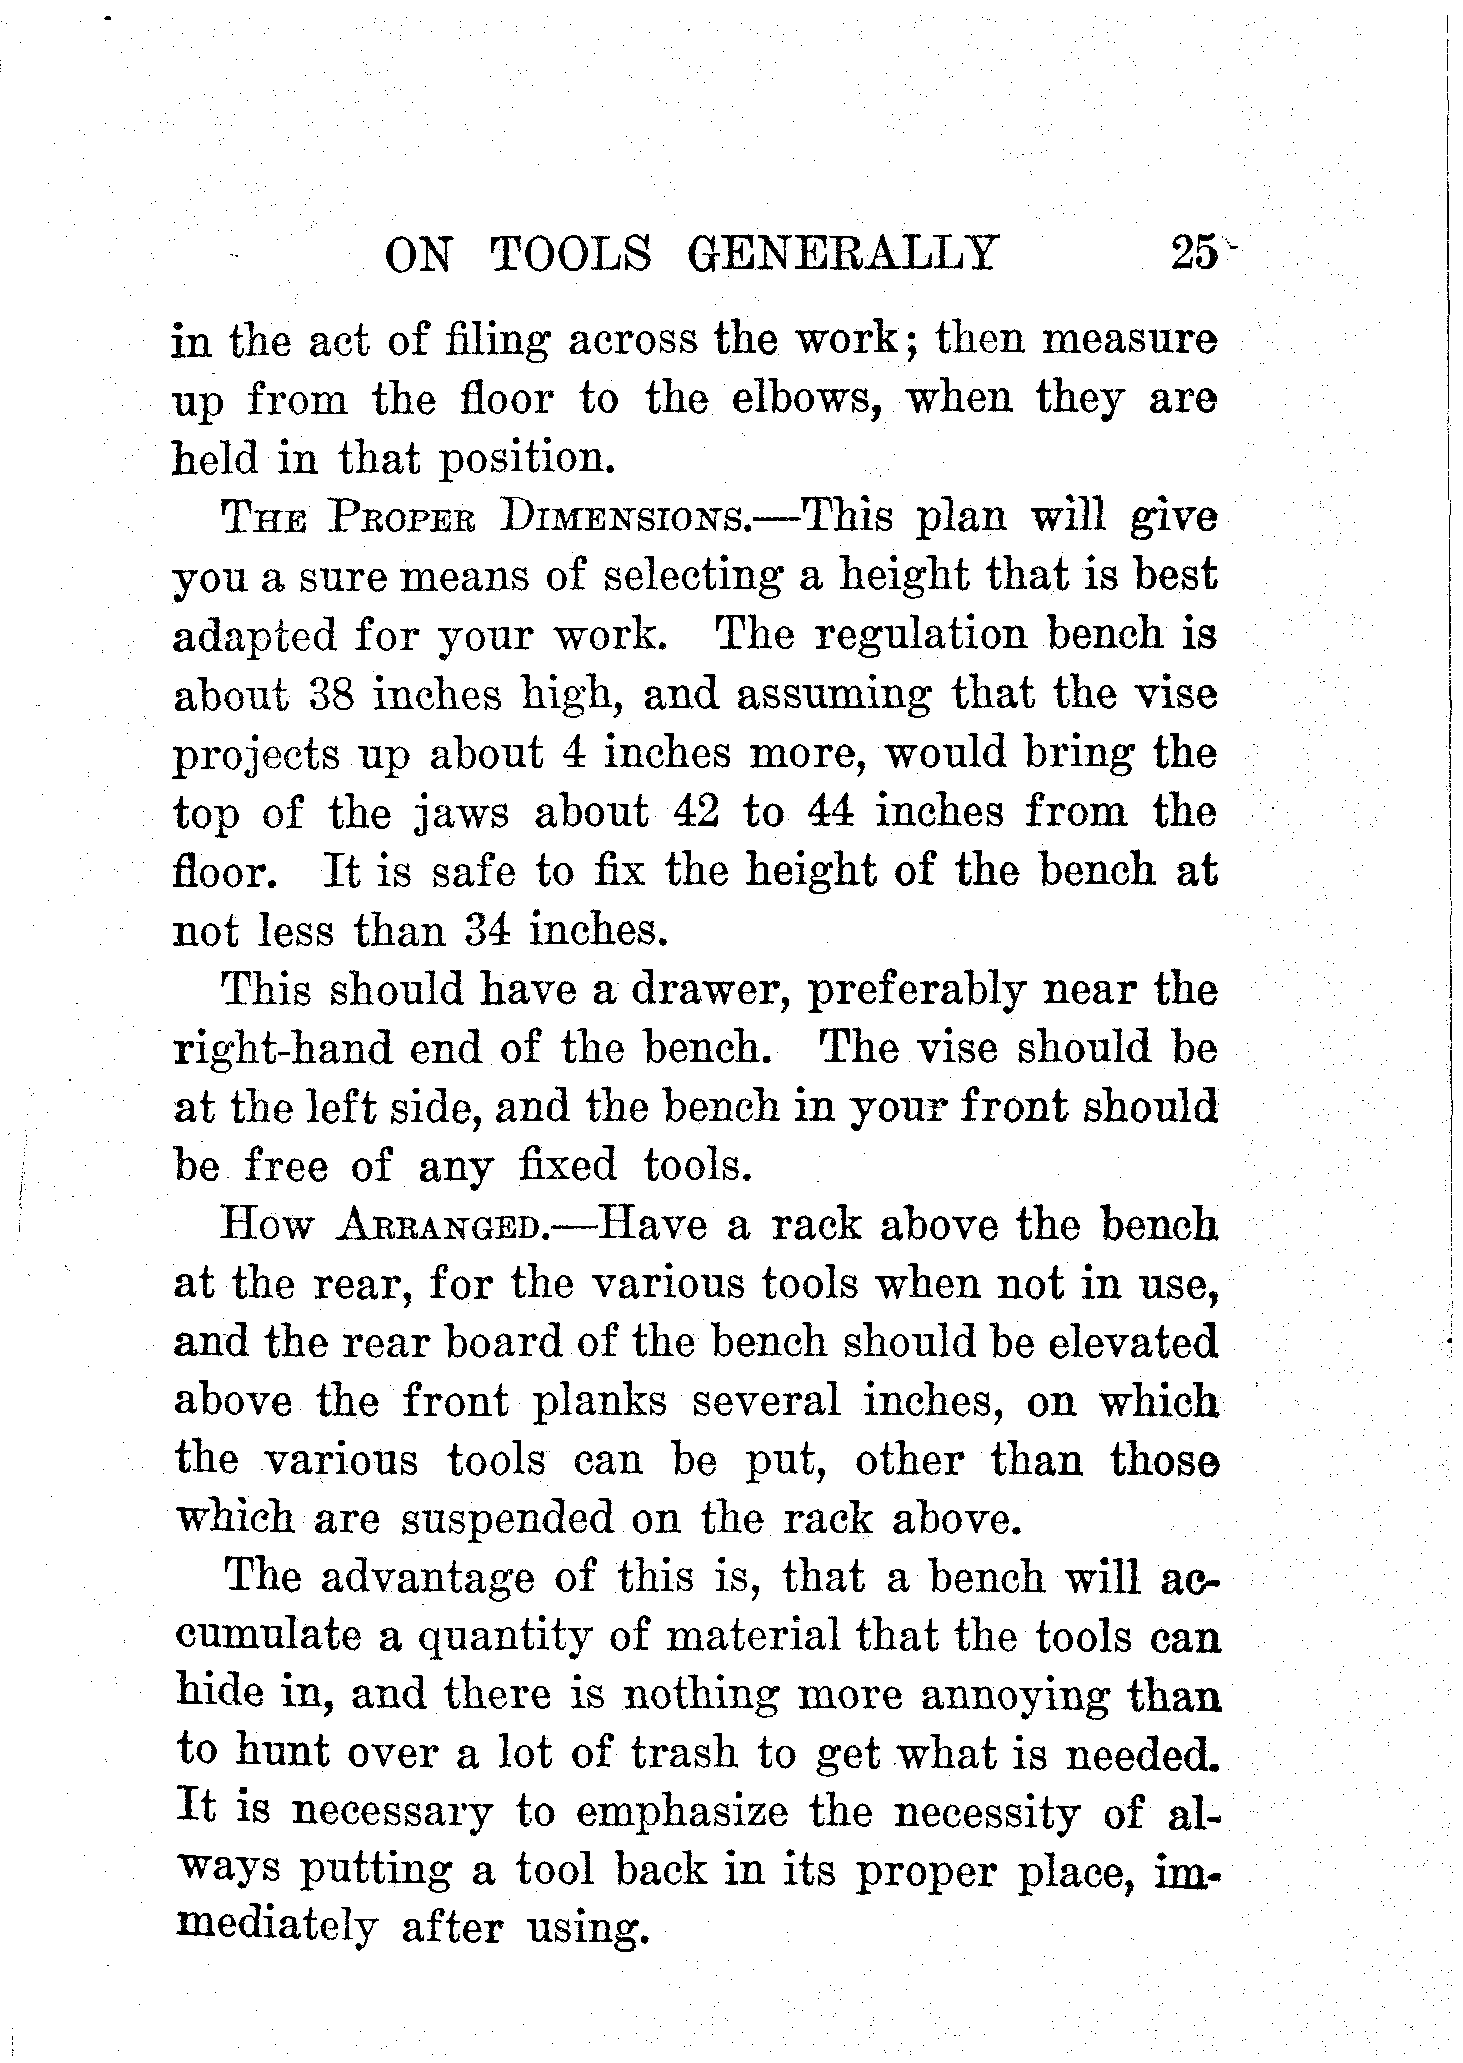 ON TOOLS GENERALLY 25
in the act of filing across the work; then measure
up from the floor to the elbows, when they are
held in that position.
The Proper Dimensions.—This plan will give
you a sure means of selecting a height that is best
adapted for your work. The regulation bench is
about 38 inches high, and assuming that the vise
projects up about 4 inches more, would bring the
top of the jaws about 42 to 44 inches from the
floor. It is safe to fix the height of the bench at
not less than 34 inches.
This should have a drawer, preferably near the
right-hand end of the bench. The vise should be
at the left side, and the bench in your front should
be free of any fixed tools.
How Arranged.—Have a rack above the bench
at the rear, for the various tools when not in use,
and the rear board of the bench should be elevated
above the front planks several inches, on which
the various tools can be put, other than those
which are suspended on the rack above.
The advantage of this is, that a bench will ac-
cumulate a quantity of material that the tools can
hide in, and there is nothing more annoying than
to hunt over a lot of trash to get what is needed.
It is necessary to emphasize the necessity of al-
ways putting a tool back in its proper place, im-
mediately after using.